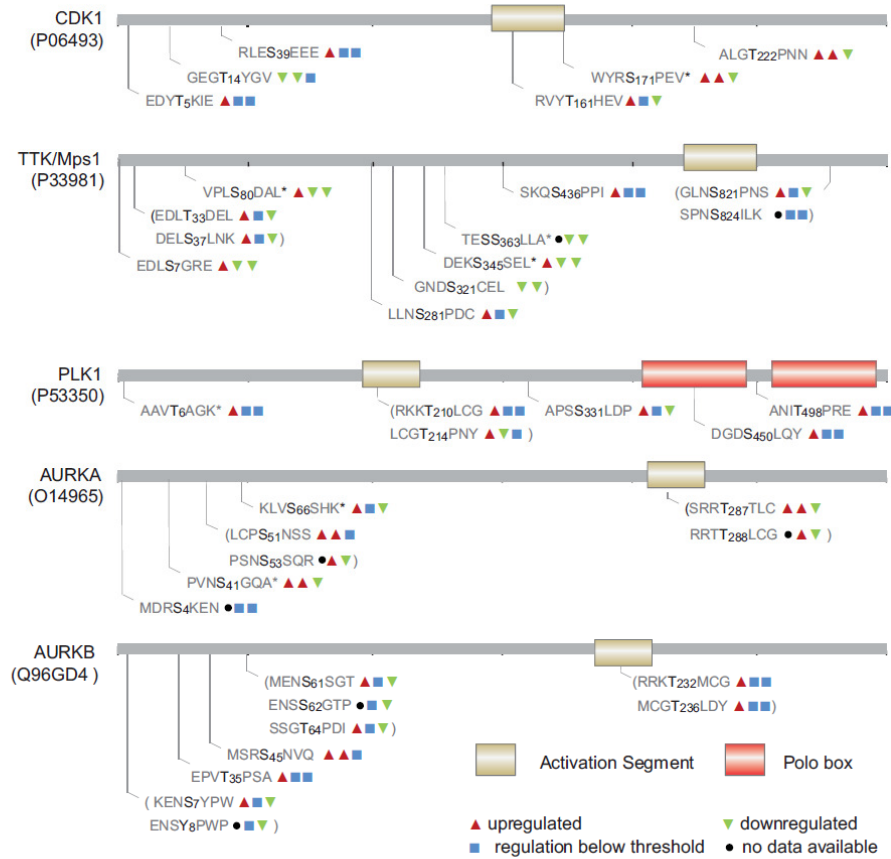 CDK1
(P06493)
RLES39EEE
ALGT222PNN
GEGT14YGV
WYRS171PEV*
EDYT5KIE
RVYT161HEV
TTK/Mps1
(P33981)
VPLS80DAL*
SKQS436PPI
(GLNS821PNS
(EDLT33DEL
SPNS824ILK )
DELS37LNK )
TESS363LLA*
EDLS7GRE
DEKS345SEL*
GNDS321CEL )
LLNS281PDC
PLK1
(P53350)
AAVT6AGK*
(RKKT210LCG
APSS331LDP
ANIT498PRE
LCGT214PNY )
DGDS450LQY
AURKA
(O14965)
KLVS66SHK*
(SRRT287TLC
(LCPS51NSS
RRTT288LCG )
PSNS53SQR )
PVNS41GQA*
MDRS4KEN
AURKB
(Q96GD4 )
(MENS61SGT
(RRKT232MCG
ENSS62GTP
MCGT236LDY )
SSGT64PDI )
MSRS45NVQ
EPVT35PSA
( KENS7YPW
ENSY8PWP )
Activation Segment
Polo box
upregulated
downregulated
regulation below threshold
no data available